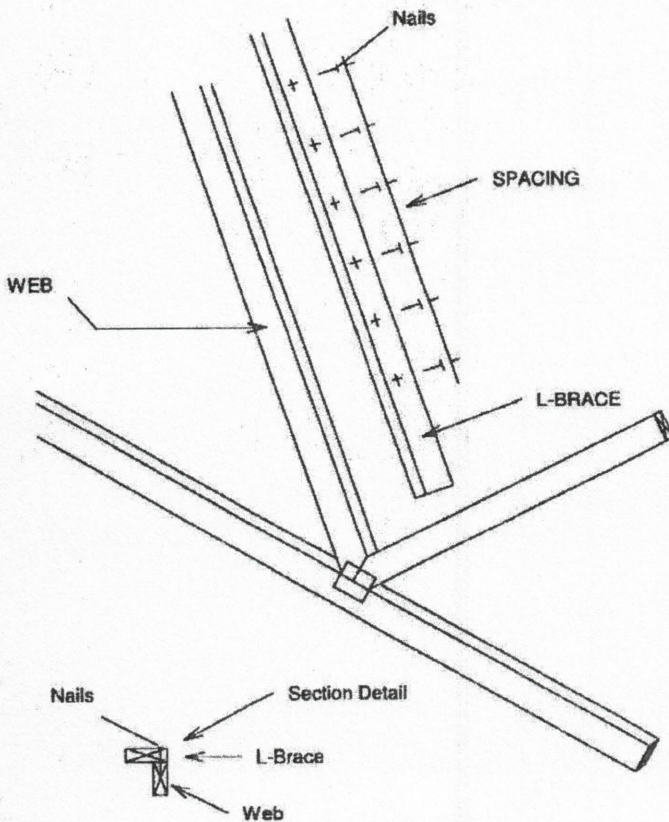 Nails
SPACING
WEB
L-BRACE
Nails
Section Detail
L-Brace
Web